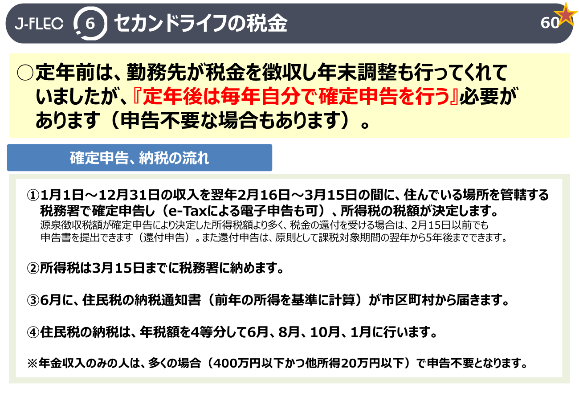 J-FLEC 6 セカンドライフの税金 60
○定年前は、勤務先が税金を徴収し年末調整も行ってくれて
いましたが、『定年後は毎年自分で確定申告を行う』必要が
あります（申告不要な場合もあります）。
確定申告、納税の流れ
①1月1日～12月31日の収入を翌年2月16日～3月15日の間に、住んでいる場所を管轄する
税務署で確定申告し（e-Taxによる電子申告も可）、所得税の税額が決定します。
源泉徴収税額が確定申告により決定した所得税額より多く、税金の還付を受ける場合は、2月15日以前でも
申告書を提出できます（還付申告）。また還付申告は、原則として課税対象期間の翌年から5年後までできます。
②所得税は3月15日までに税務署に納めます。
③6月に、住民税の納税通知書（前年の所得を基準に計算）が市区町村から届きます。
④住民税の納税は、年税額を4等分して6月、8月、10月、1月に行います。
※年金収入のみの人は、多くの場合（400万円以下かつ他所得20万円以下）で申告不要となります。